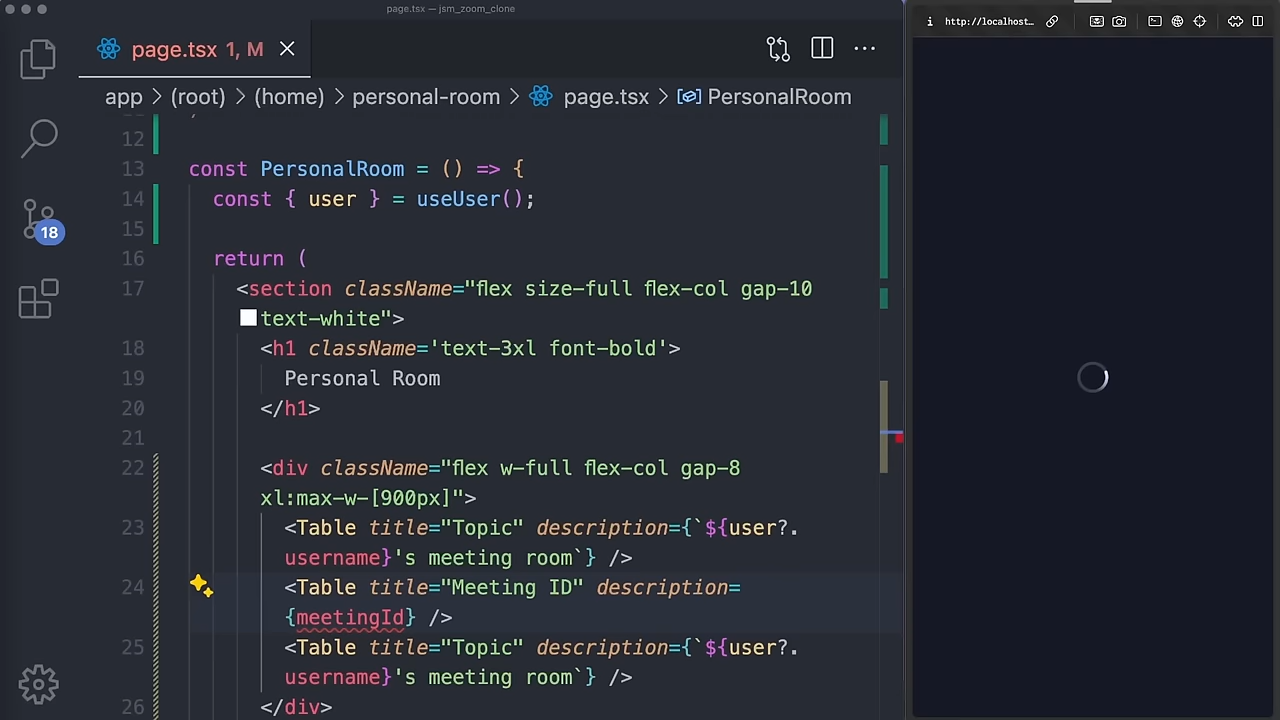 page.tsx — jsm_zoom_clone
page.tsx 1, M
http://localhost...
app > (root) > (home) > personal-room > page.tsx > PersonalRoom
12
13 const PersonalRoom = () => {
14 const { user } = useUser();
15
16 return (
17 <section className="flex size-full flex-col gap-10
text-white">
18 <h1 className='text-3xl font-bold'>
19 Personal Room
20 </h1>
21
22 <div className="flex w-full flex-col gap-8
xl:max-w-[900px]">
23 <Table title="Topic" description={`${user?.
username}'s meeting room`} />
24 <Table title="Meeting ID" description=
{meetingId} />
25 <Table title="Topic" description={`${user?.
username}'s meeting room`} />
26 </div>
18